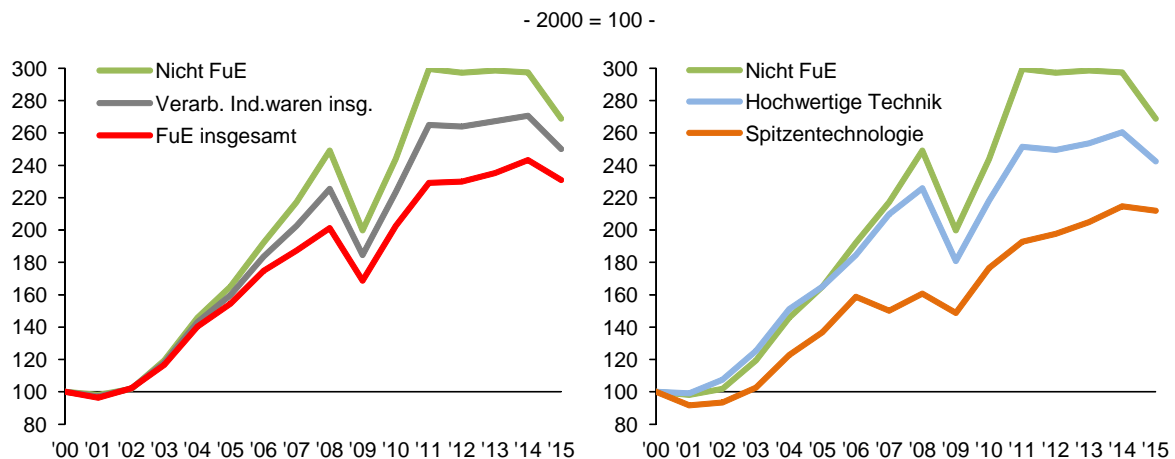 - 2000 = 100 -
300
280
260
240
220
200
180
160
140
120
100
80
Nicht FuE
Verarb. Ind.waren insg.
FuE insgesamt
'00 '01 '02 '03 '04 '05 '06 '07 '08 '09 '10 '11 '12 '13 '14 '15
300
280
260
240
220
200
180
160
140
120
100
80
Nicht FuE
Hochwertige Technik
Spitzentechnologie
'00 '01 '02 '03 '04 '05 '06 '07 '08 '09 '10 '11 '12 '13 '14 '15